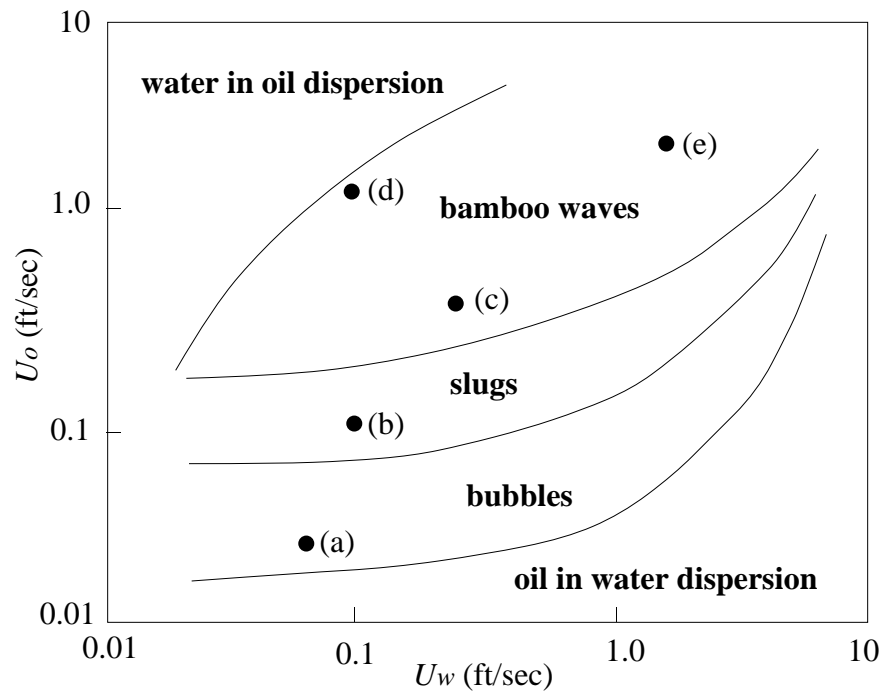 10
water in oil dispersion
(e)
(d)
1.0
bamboo waves
Uo (ft/sec)
(c)
slugs
(b)
0.1
bubbles
(a)
oil in water dispersion
0.01
0.01
0.1
1.0
10
Uw (ft/sec)